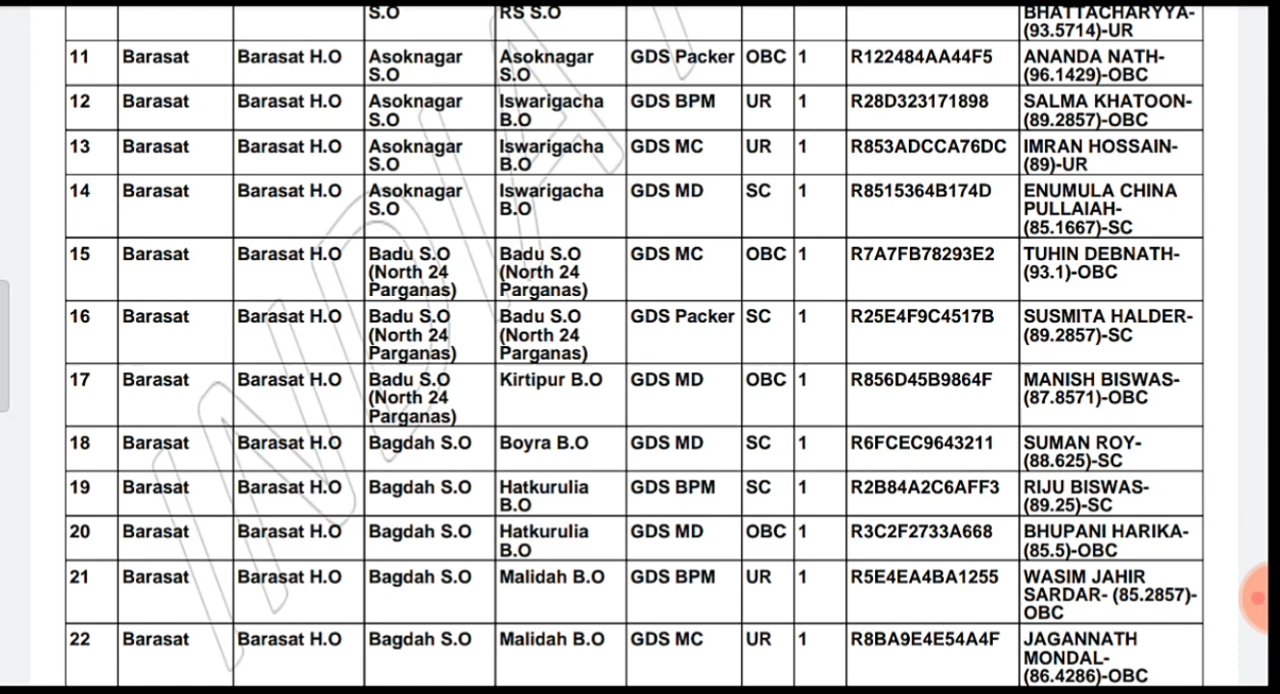 S.O RS S.O BHATTACHARYYA-
(93.5714)-UR
11 Barasat Barasat H.O Asoknagar Asoknagar GDS Packer OBC 1 R122484AA44F5 ANANDA NATH-
S.O S.O (96.1429)-OBC
12 Barasat Barasat H.O Asoknagar Iswarigacha GDS BPM UR 1 R28D323171898 SALMA KHATOON-
S.O B.O (89.2857)-OBC
13 Barasat Barasat H.O Asoknagar Iswarigacha GDS MC UR 1 R853ADCCA76DC IMRAN HOSSAIN-
S.O B.O (89)-UR
14 Barasat Barasat H.O Asoknagar Iswarigacha GDS MD SC 1 R8515364B174D ENUMULA CHINA
S.O B.O PULLAIAH-
(85.1667)-SC
15 Barasat Barasat H.O Badu S.O Badu S.O GDS MC OBC 1 R7A7FB78293E2 TUHIN DEBNATH-
(North 24 (North 24 (93.1)-OBC
Parganas) Parganas)
16 Barasat Barasat H.O Badu S.O Badu S.O GDS Packer SC 1 R25E4F9C4517B SUSMITA HALDER-
(North 24 (North 24 (89.2857)-SC
Parganas) Parganas)
17 Barasat Barasat H.O Badu S.O Kirtipur B.O GDS MD OBC 1 R856D45B9864F MANISH BISWAS-
(North 24 (87.8571)-OBC
Parganas)
18 Barasat Barasat H.O Bagdah S.O Boyra B.O GDS MD SC 1 R6FCEC9643211 SUMAN ROY-
(88.625)-SC
19 Barasat Barasat H.O Bagdah S.O Hatkurulia GDS BPM SC 1 R2B84A2C6AFF3 RIJU BISWAS-
B.O (89.25)-SC
20 Barasat Barasat H.O Bagdah S.O Hatkurulia GDS MD OBC 1 R3C2F2733A668 BHUPANI HARIKA-
B.O (85.5)-OBC
21 Barasat Barasat H.O Bagdah S.O Malidah B.O GDS BPM UR 1 R5E4EA4BA1255 WASIM JAHIR
SARDAR- (85.2857)-
OBC
22 Barasat Barasat H.O Bagdah S.O Malidah B.O GDS MC UR 1 R8BA9E4E54A4F JAGANNATH
MONDAL-
(86.4286)-OBC
INDIA